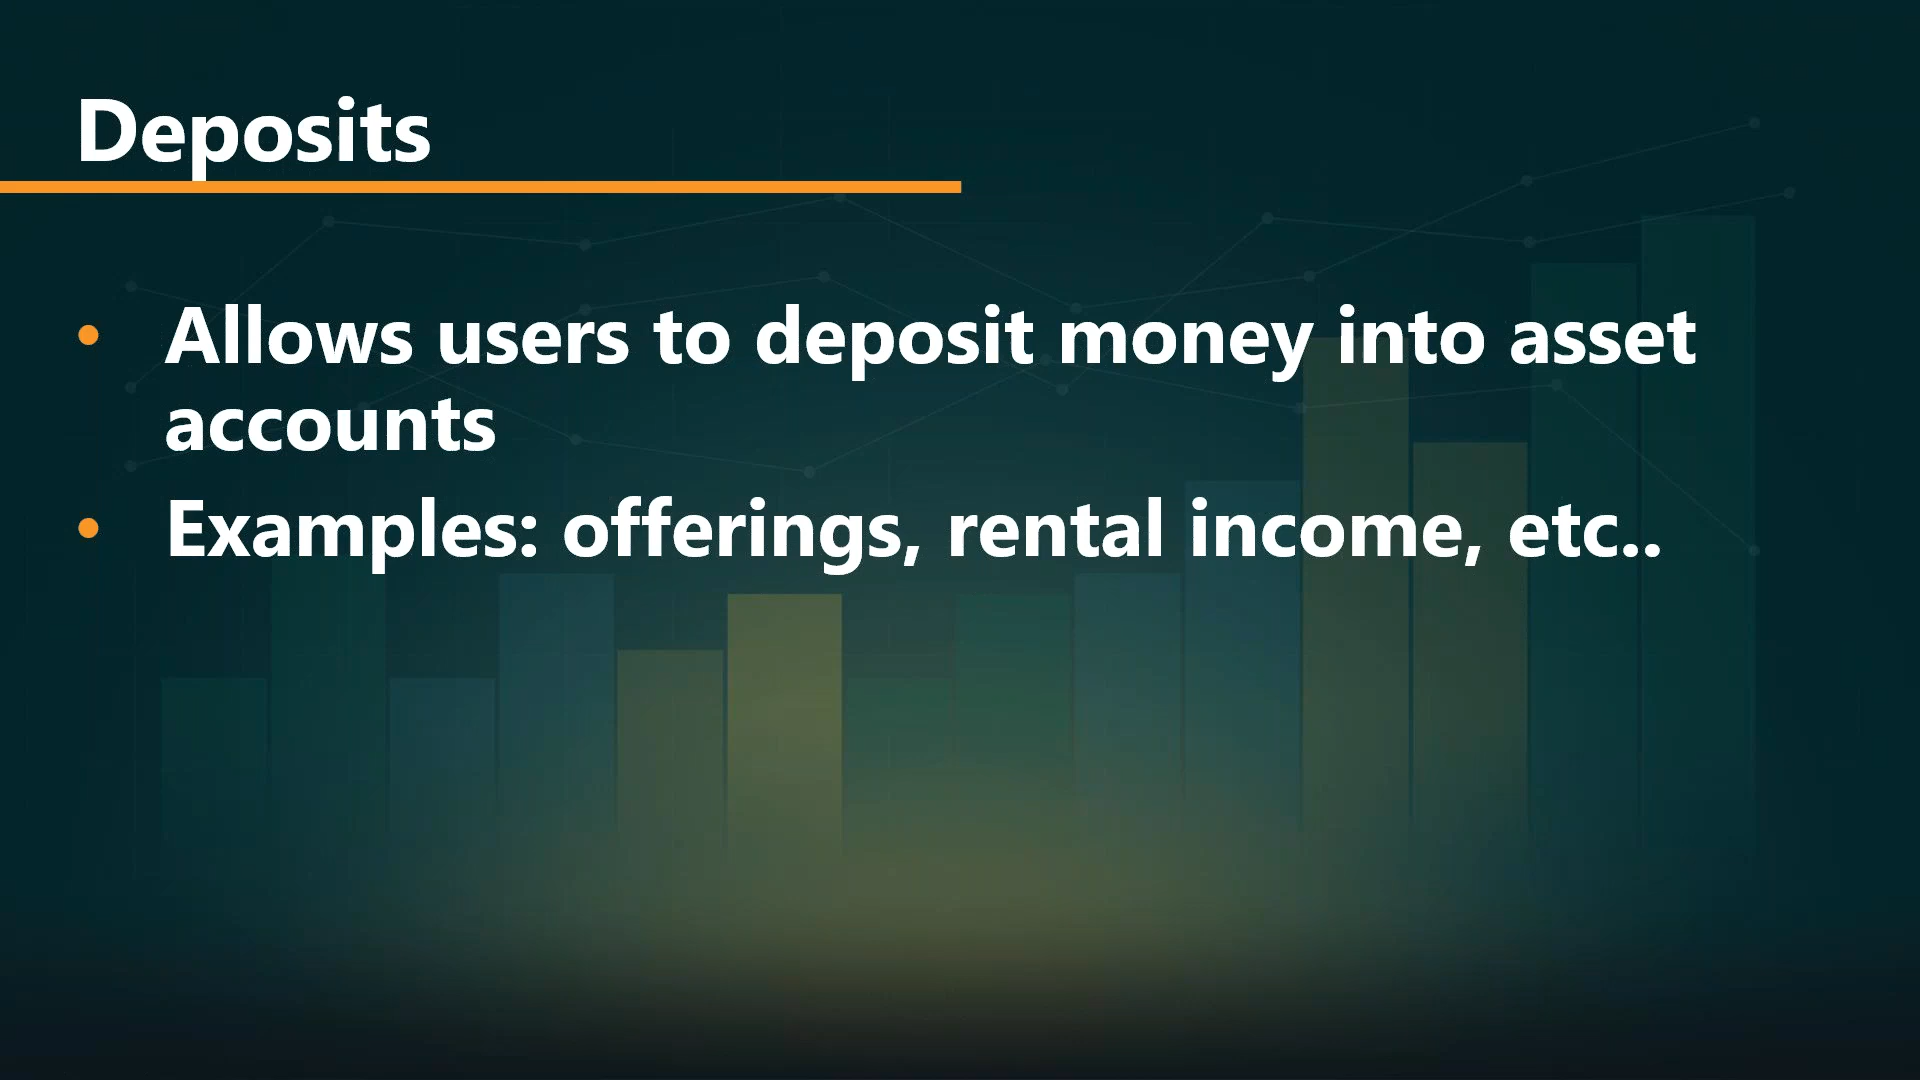 Deposits
• Allows users to deposit money into asset
accounts
• Examples: offerings, rental income, etc..